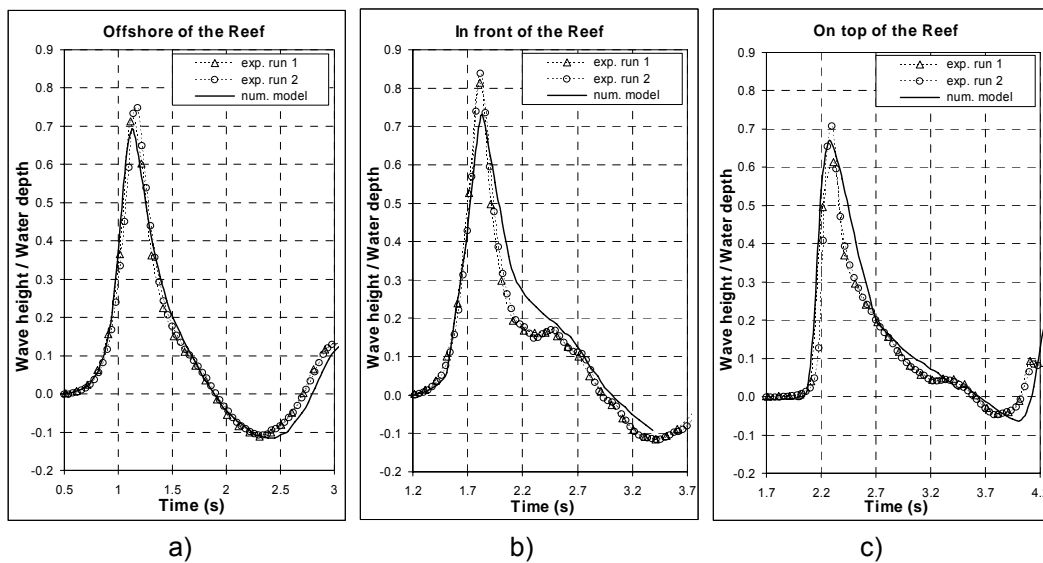 Offshore of the Reef
exp. run 1
exp. run 2
num. model
0.9
0.8
0.7
0.6
0.5
0.4
0.3
0.2
0.1
0.0
-0.1
-0.2
Wave height / Water depth
0.5 1 1.5 2 2.5 3
Time (s)
a)
In front of the Reef
exp. run 1
exp. run 2
num. model
0.9
0.8
0.7
0.6
0.5
0.4
0.3
0.2
0.1
0.0
-0.1
-0.2
Wave height / Water depth
1.2 1.7 2.2 2.7 3.2 3.7
Time (s)
b)
On top of the Reef
exp. run 1
exp. run 2
num. model
0.9
0.8
0.7
0.6
0.5
0.4
0.3
0.2
0.1
0.0
-0.1
-0.2
Wave height / Water depth
1.7 2.2 2.7 3.2 3.7
Time (s)
c)